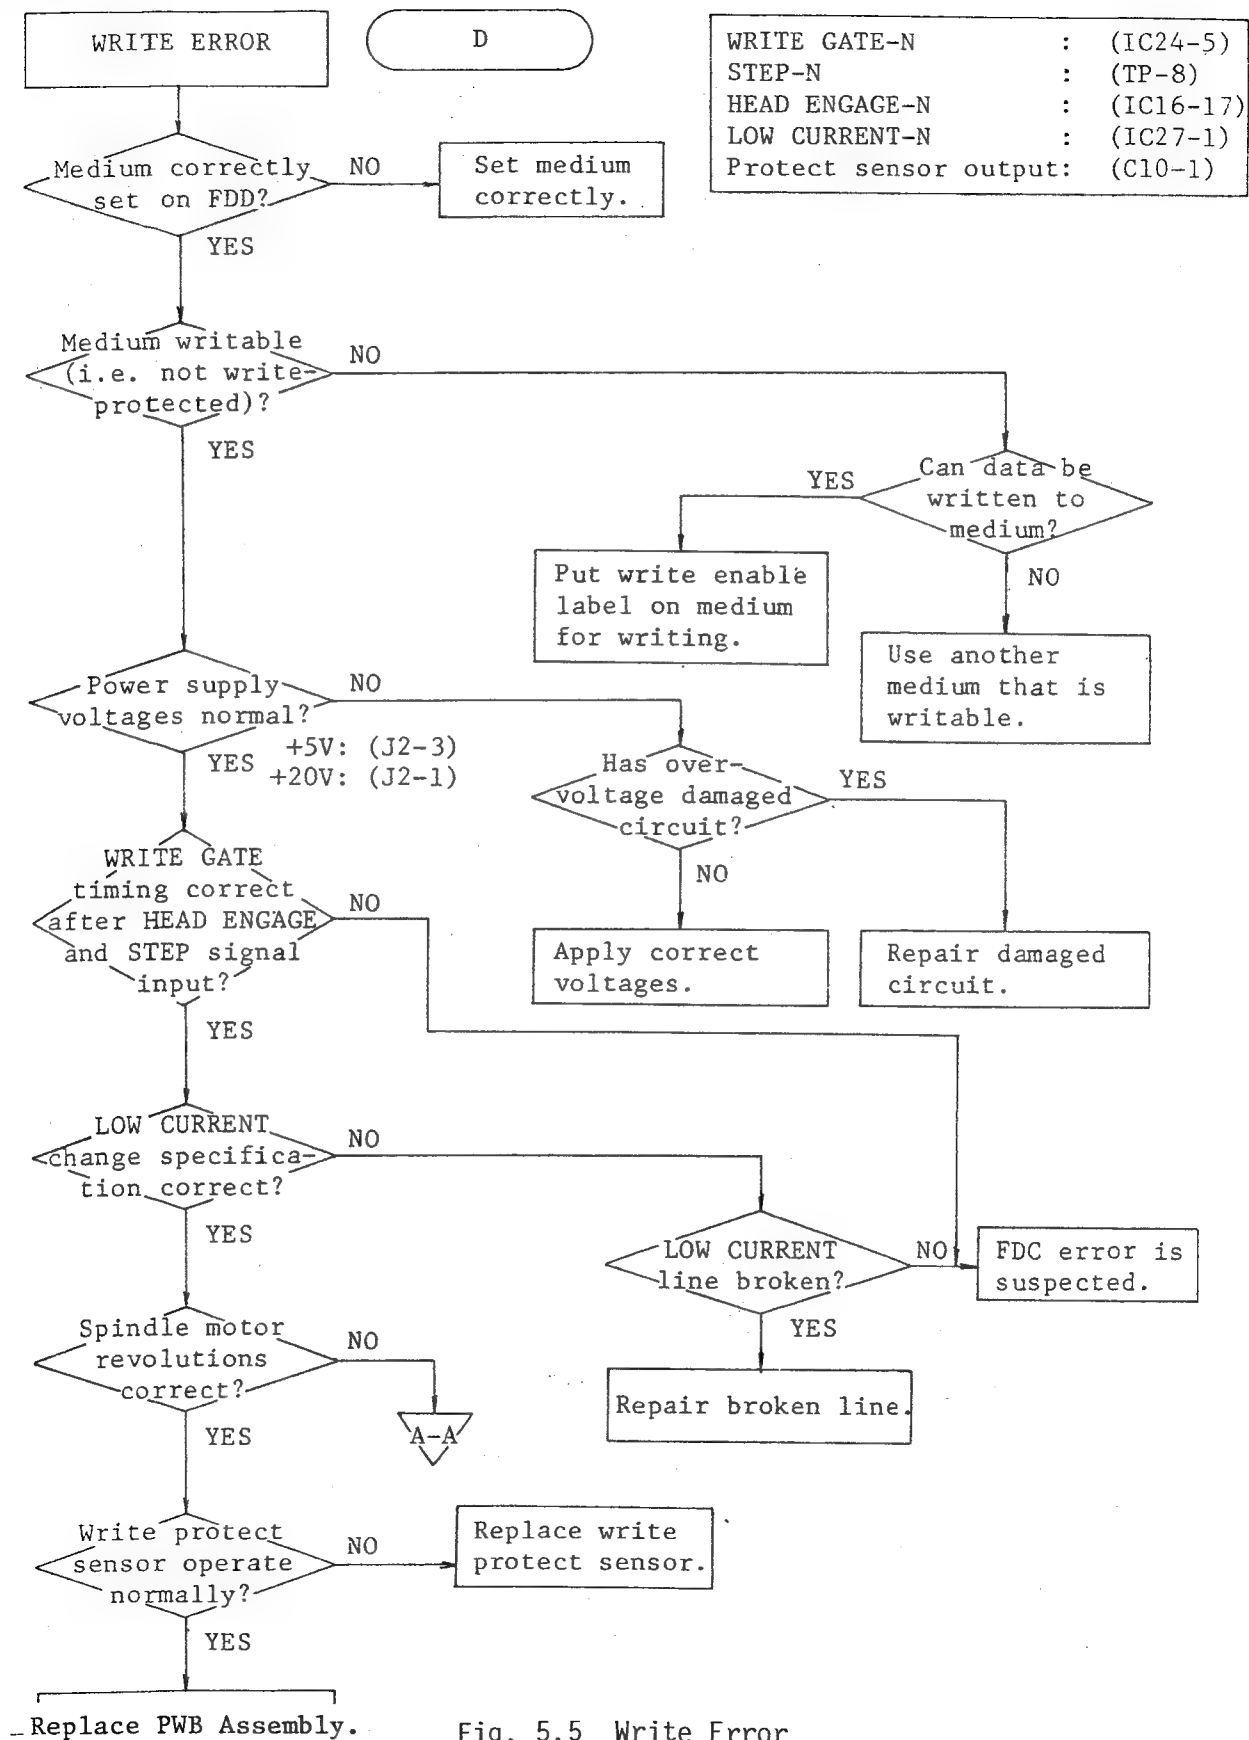 WRITE ERROR
D
WRITE GATE-N : (IC24-5)
STEP-N : (TP-8)
HEAD ENGAGE-N : (IC16-17)
LOW CURRENT-N : (IC27-1)
Protect sensor output: (C10-1)
Medium correctly
set on FDD?
NO
Set medium
correctly.
YES
Medium writable
(i.e. not write-
protected)?
NO
YES
Can data be
written to
medium?
YES
NO
Put write enable
label on medium
for writing.
Use another
medium that is
writable.
Power supply
voltages normal?
NO
YES
+5V: (J2-3)
+20V: (J2-1)
Has over-
voltage damaged
circuit?
YES
NO
Apply correct
voltages.
Repair damaged
circuit.
WRITE GATE
timing correct
after HEAD ENGAGE
and STEP signal
input?
NO
YES
LOW CURRENT
change specifica-
tion correct?
NO
YES
LOW CURRENT
line broken?
NO
FDC error is
suspected.
YES
Repair broken line.
Spindle motor
revolutions
correct?
NO
A-A
YES
Write protect
sensor operate
normally?
NO
Replace write
protect sensor.
YES
Replace PWB Assembly.
Fig. 5.5 Write Error